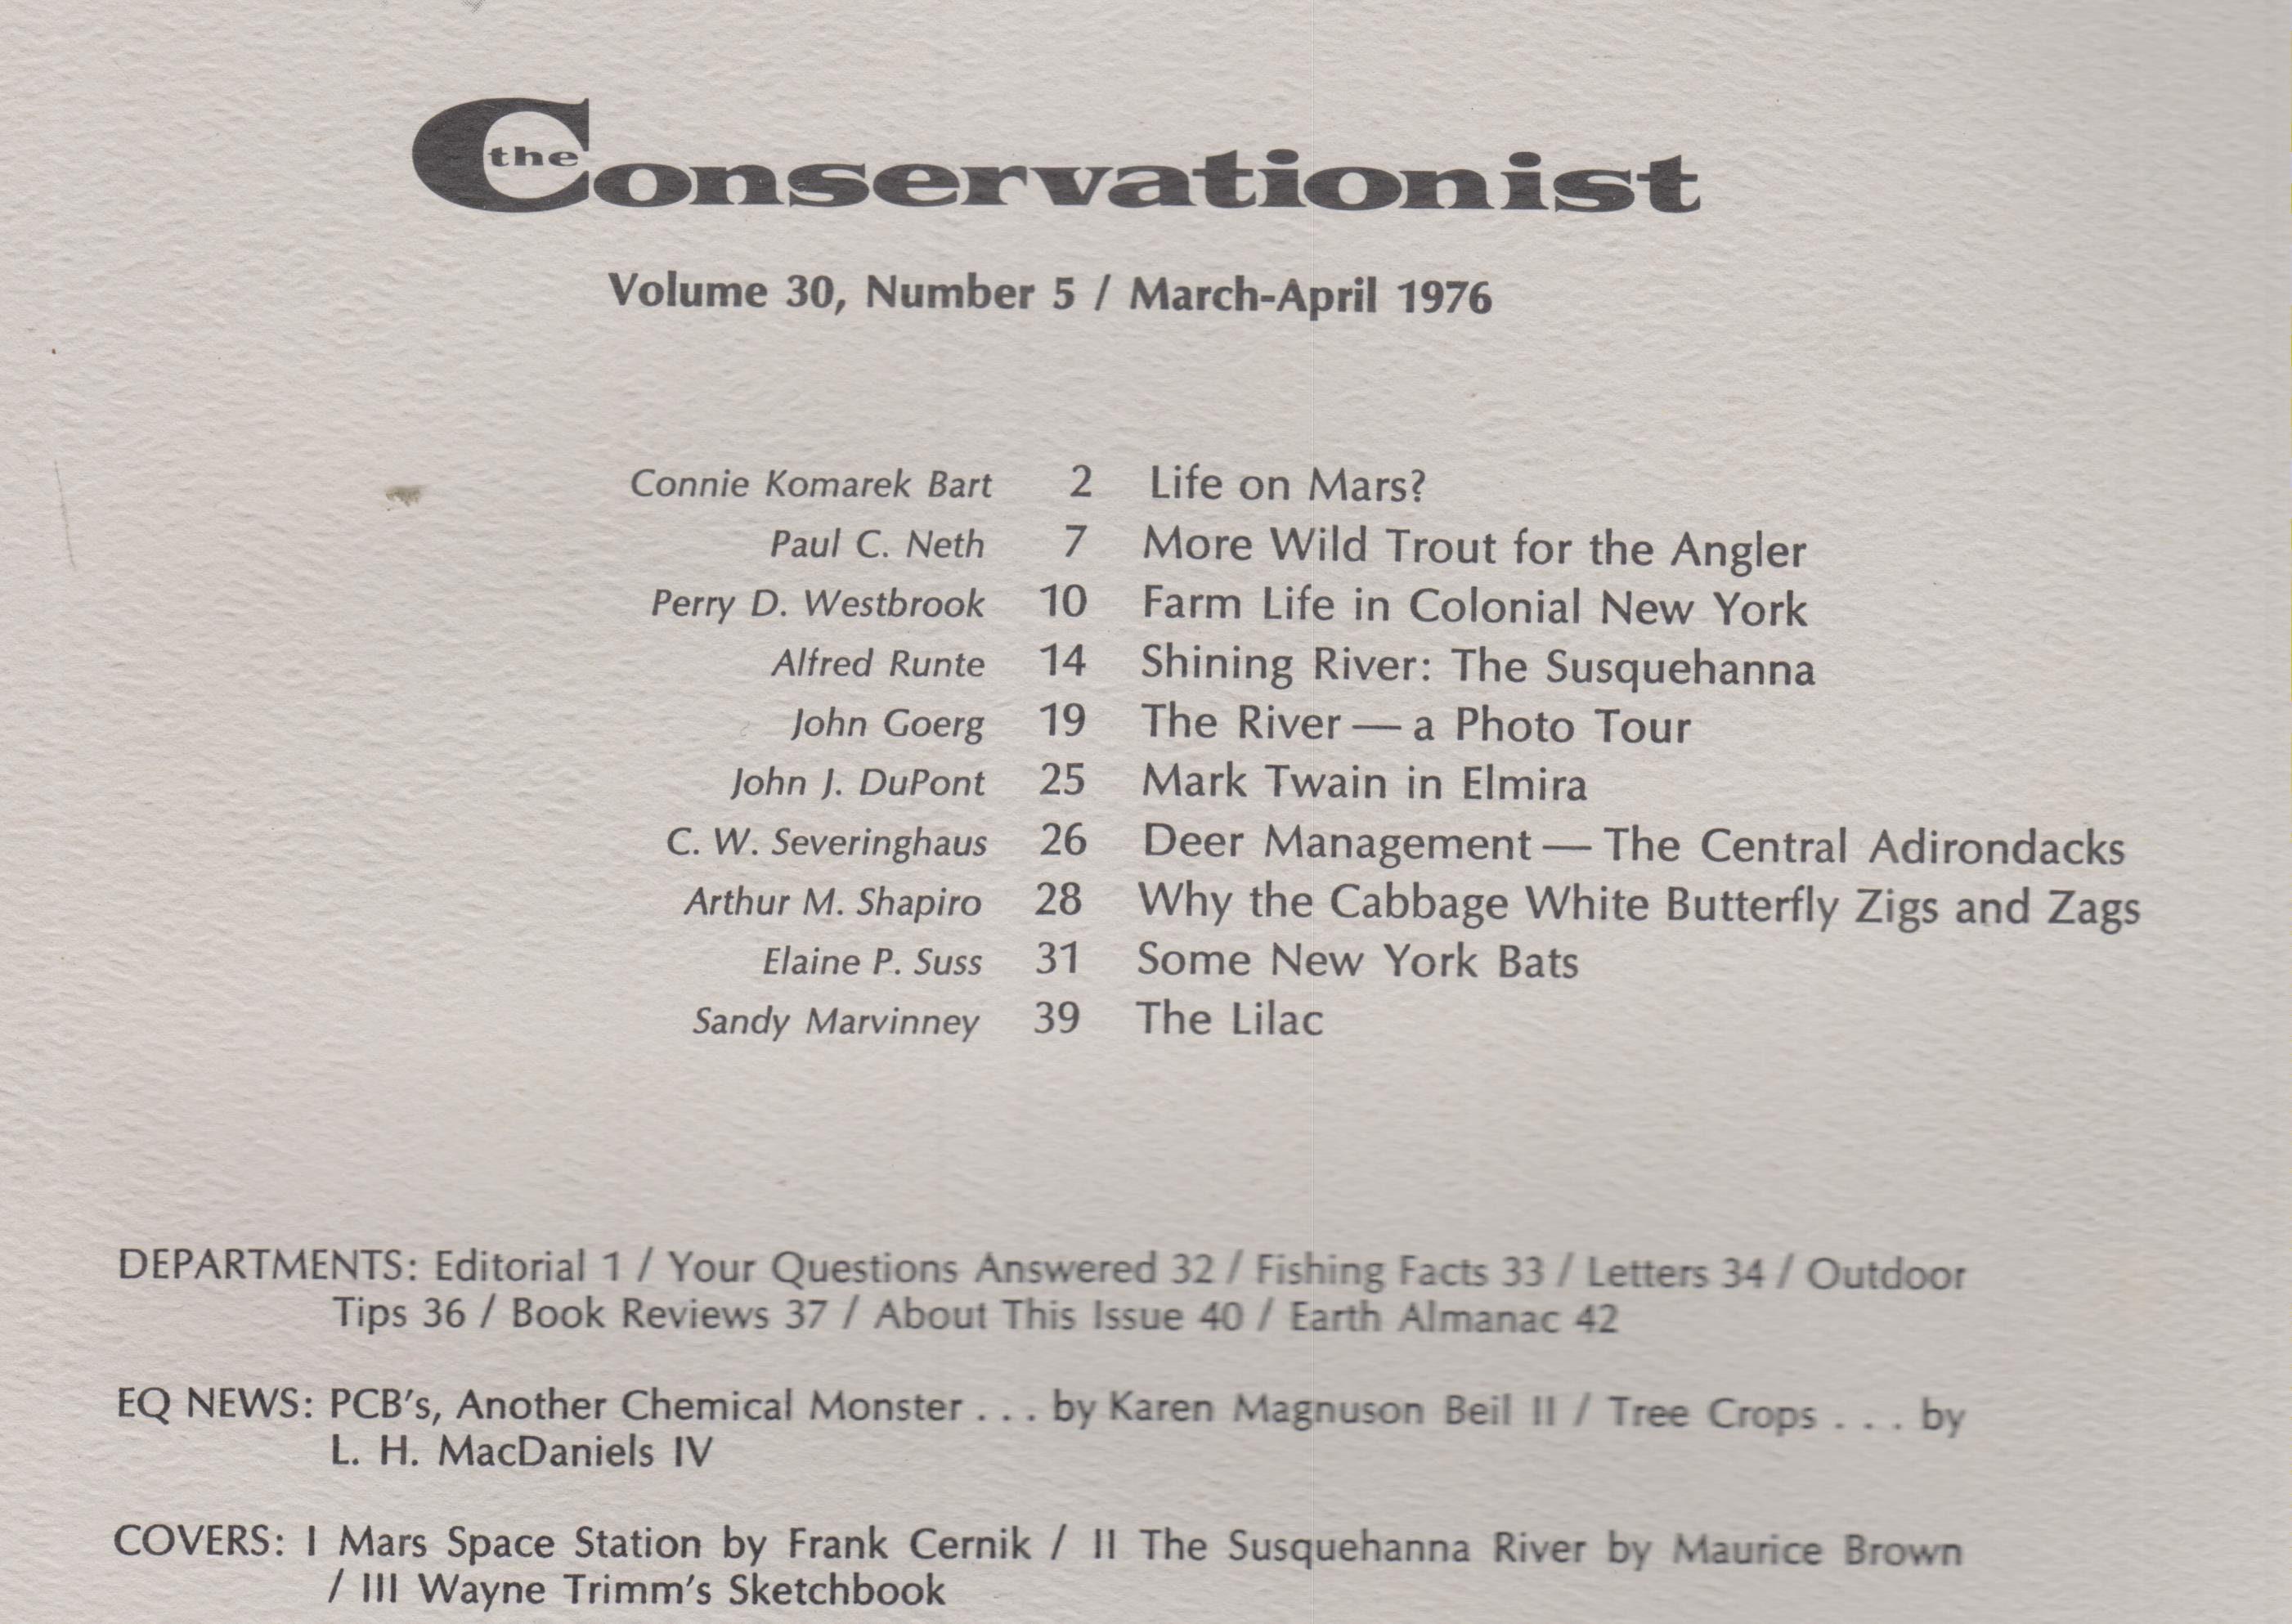 the Conservationist
Volume 30, Number 5 / March-April 1976
Connie Komarek Bart 2 Life on Mars?
Paul C. Neth 7 More Wild Trout for the Angler
Perry D. Westbrook 10 Farm Life in Colonial New York
Alfred Runte 14 Shining River: The Susquehanna
John Goerg 19 The River — a Photo Tour
John J. DuPont 25 Mark Twain in Elmira
C. W. Severinghaus 26 Deer Management — The Central Adirondacks
Arthur M. Shapiro 28 Why the Cabbage White Butterfly Zigs and Zags
Elaine P. Suss 31 Some New York Bats
Sandy Marvinney 39 The Lilac
DEPARTMENTS: Editorial 1 / Your Questions Answered 32 / Fishing Facts 33 / Letters 34 / Outdoor
Tips 36 / Book Reviews 37 / About This Issue 40 / Earth Almanac 42
EQ NEWS: PCB's, Another Chemical Monster . . . by Karen Magnuson Beil II / Tree Crops . . . by
L. H. MacDaniels IV
COVERS: I Mars Space Station by Frank Cernik / II The Susquehanna River by Maurice Brown
/ III Wayne Trimm's Sketchbook